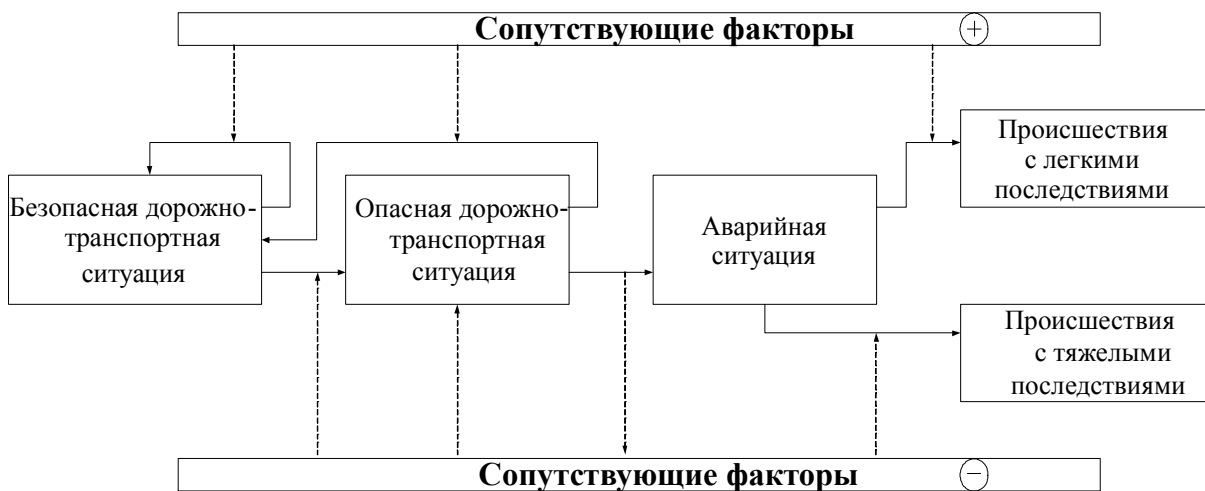 Сопутствующие факторы +
Безопасная дорожно-
транспортная
ситуация
Опасная дорожно-
транспортная
ситуация
Аварийная
ситуация
Происшествия
с легкими
последствиями
Происшествия
с тяжелыми
последствиями
Сопутствующие факторы −